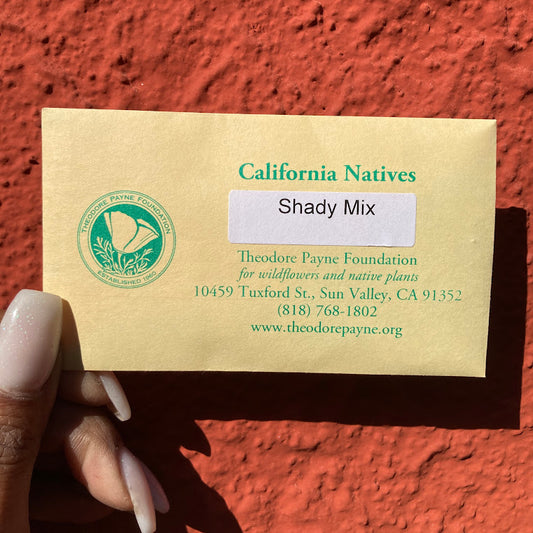 California Natives
Shady Mix
THEODORE PAYNE FOUNDATION
ESTABLISHED 1960
Theodore Payne Foundation
for wildflowers and native plants
10459 Tuxford St., Sun Valley, CA 91352
(818) 768-1802
www.theodorepayne.org